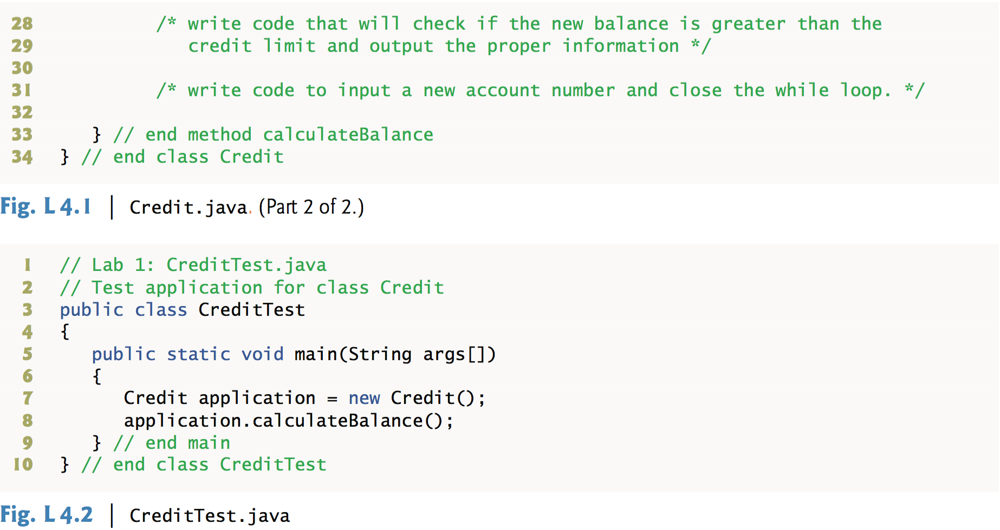 28 /* write code that will check if the new balance is greater than the
29 credit limit and output the proper information */
30
31 /* write code to input a new account number and close the while loop. */
32
33 } // end method calculateBalance
34 } // end class Credit
Fig. L 4.1 | Credit.java. (Part 2 of 2.)
1 // Lab 1: CreditTest.java
2 // Test application for class Credit
3 public class CreditTest
4 {
5 public static void main(String args[])
6 {
7 Credit application = new Credit();
8 application.calculateBalance();
9 } // end main
10 } // end class CreditTest
Fig. L 4.2 | CreditTest.java